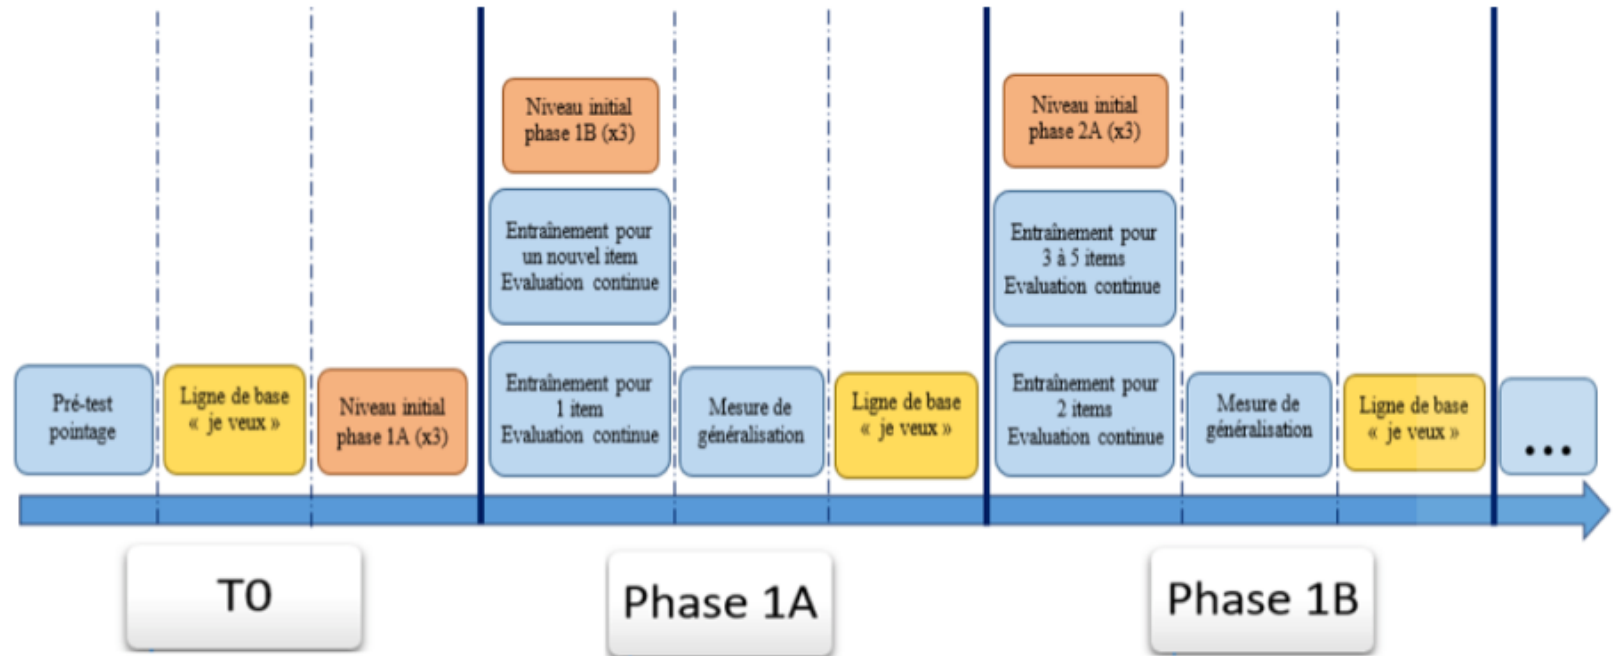 Pré-test
pointage
Ligne de base
« je veux »
Niveau initial
phase 1A (x3)
Niveau initial
phase 1B (x3)
Entraînement pour
un nouvel item
Evaluation continue
Entraînement pour
1 item
Evaluation continue
Mesure de
généralisation
Ligne de base
« je veux »
Niveau initial
phase 2A (x3)
Entraînement pour
3 à 5 items
Evaluation continue
Entraînement pour
2 items
Evaluation continue
Mesure de
généralisation
Ligne de base
« je veux »
...
T0
Phase 1A
Phase 1B